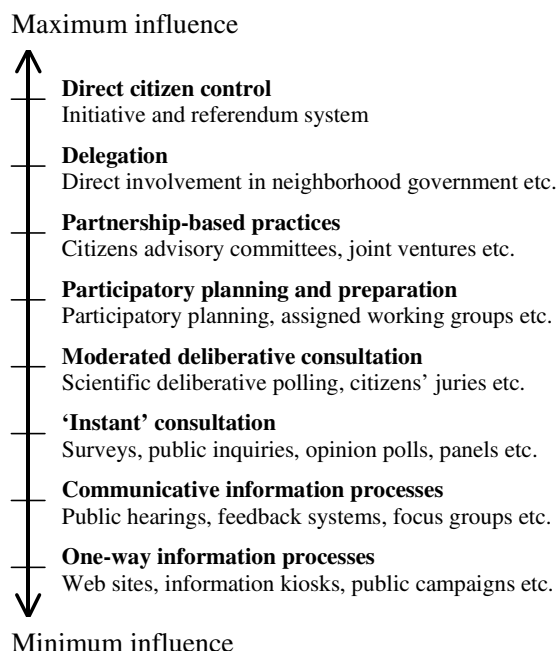 Maximum influence
Direct citizen control
Initiative and referendum system
Delegation
Direct involvement in neighborhood government etc.
Partnership-based practices
Citizens advisory committees, joint ventures etc.
Participatory planning and preparation
Participatory planning, assigned working groups etc.
Moderated deliberative consultation
Scientific deliberative polling, citizens’ juries etc.
‘Instant’ consultation
Surveys, public inquiries, opinion polls, panels etc.
Communicative information processes
Public hearings, feedback systems, focus groups etc.
One-way information processes
Web sites, information kiosks, public campaigns etc.
Minimum influence